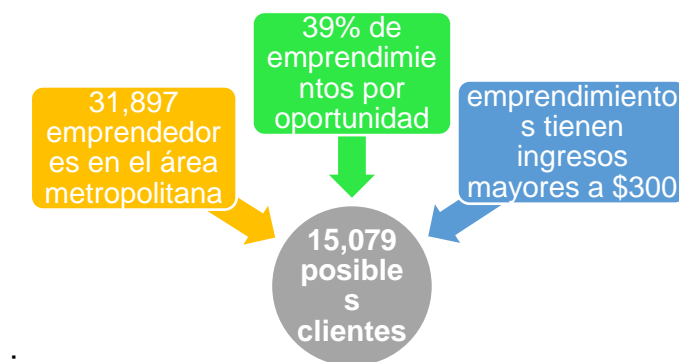 31,897
emprendedor
es en el área
metropolitana
39% de
emprendimie
ntos por
oportunidad
emprendimiento
s tienen
ingresos
mayores a $300
15,079
posible
s
clientes
.